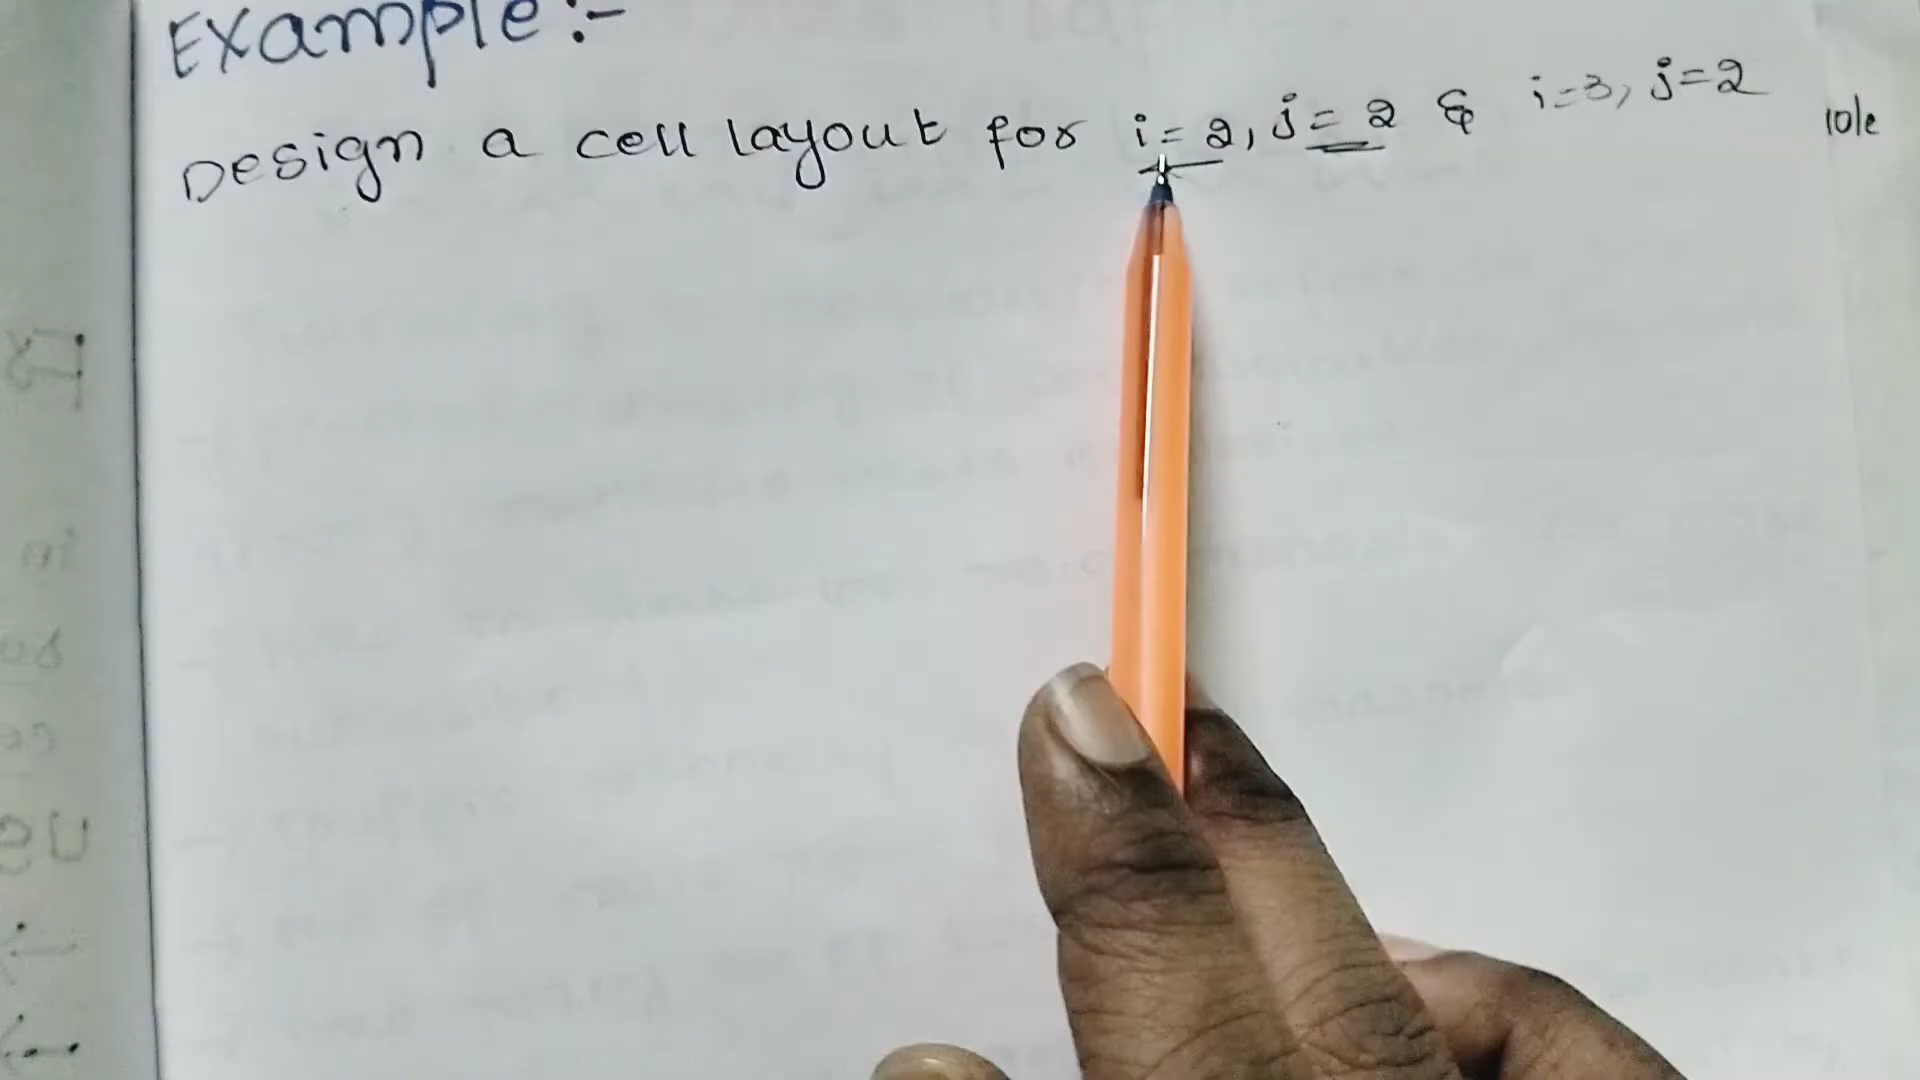 Example:-
Design a cell layout for i=2, j=2 & i=3, j=2